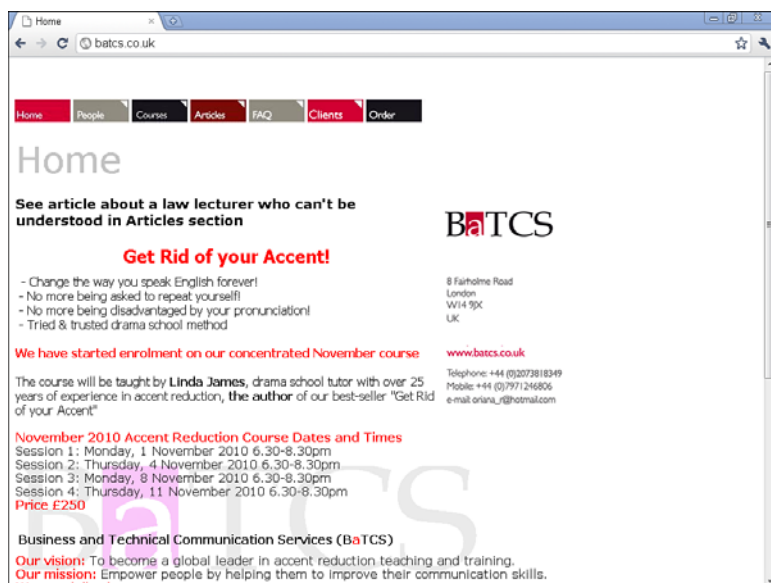 Home
batcs.co.uk
Home People Courses Articles FAQ Clients Order
Home
See article about a law lecturer who can't be
understood in Articles section
Get Rid of your Accent!
- Change the way you speak English forever!
- No more being asked to repeat yourself!
- No more being disadvantaged by your pronunciation!
- Tried & trusted drama school method
We have started enrolment on our concentrated November course
The course will be taught by Linda James, drama school tutor with over 25
years of experience in accent reduction, the author of our best-seller "Get Rid
of your Accent"
November 2010 Accent Reduction Course Dates and Times
Session 1: Monday, 1 November 2010 6.30-8.30pm
Session 2: Thursday, 4 November 2010 6.30-8.30pm
Session 3: Monday, 8 November 2010 6.30-8.30pm
Session 4: Thursday, 11 November 2010 6.30-8.30pm
Price £250
BaTCS
Business and Technical Communication Services (BaTCS)
Our vision: To become a global leader in accent reduction teaching and training.
Our mission: Empower people by helping them to improve their communication skills.
BaTCS
8 Fairholme Road
London
W14 9JX
UK
www.batcs.co.uk
Telephone: +44 (0)2073818349
Mobile: +44 (0)7971246806
e-mail: oriana_r@hotmail.com